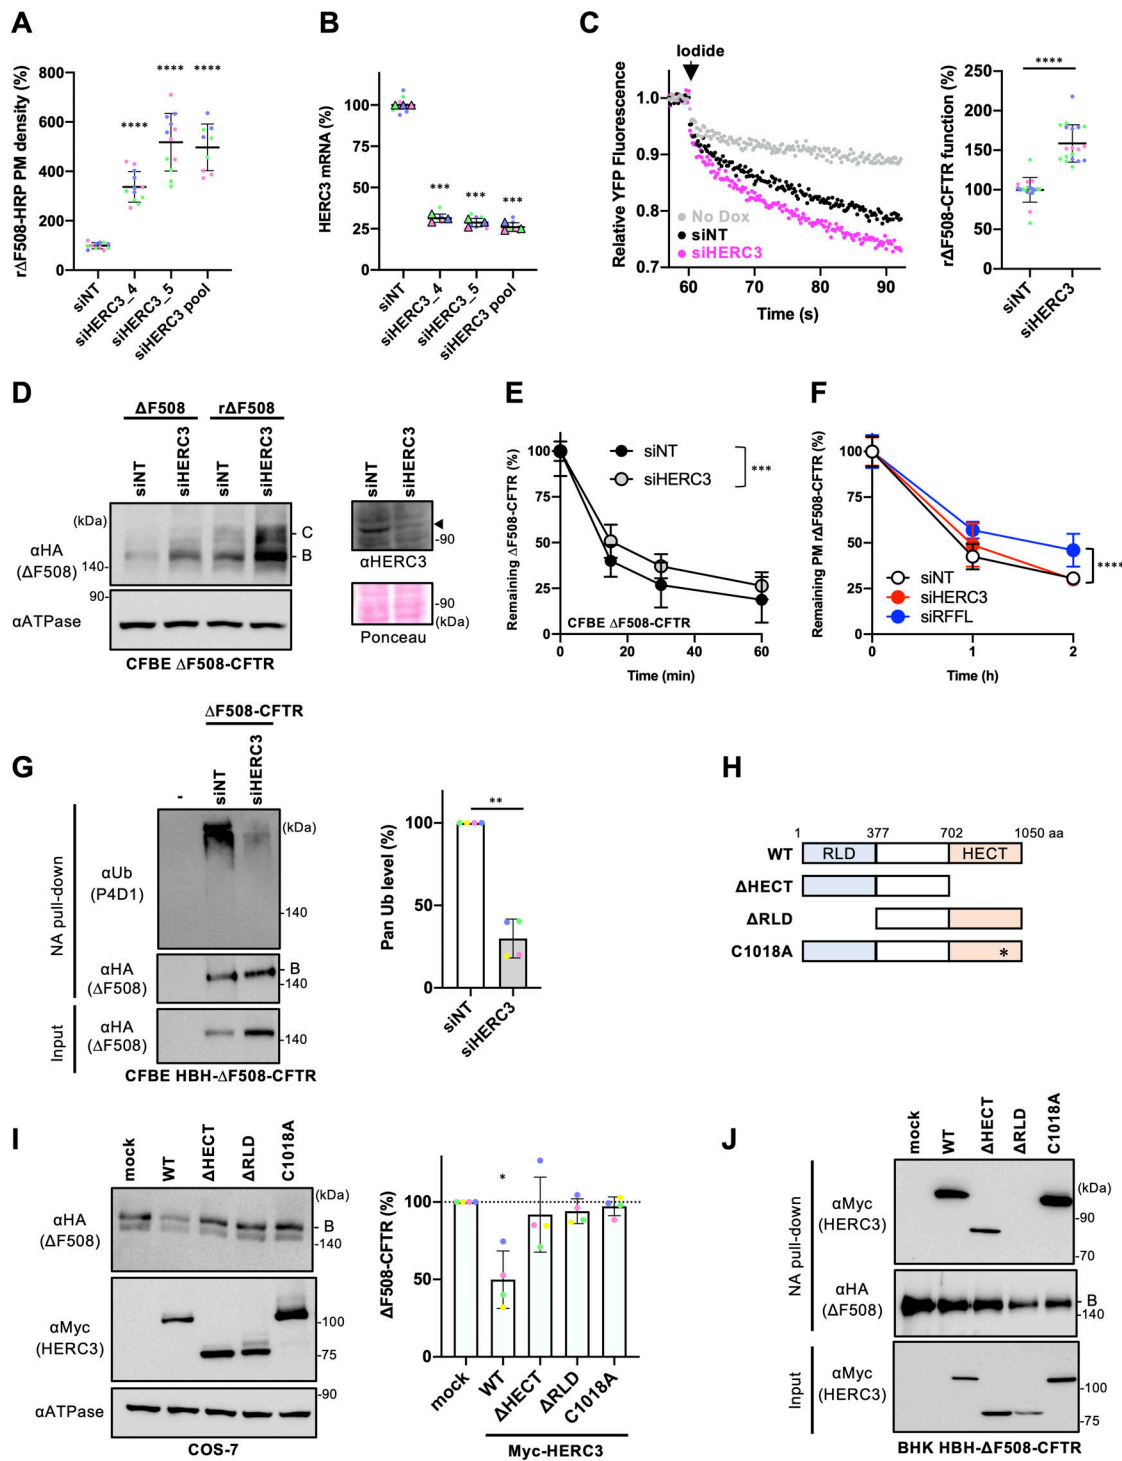 A
rΔF508-HRP PM density (%)
800
600
400
200
0
****
****
****
siNT
siHERC3_4
siHERC3_5
siHERC3 pool
B
HERC3 mRNA (%)
100
50
25
0
***
***
***
siNT
siHERC3_4
siHERC3_5
siHERC3 pool
C
Iodide
Relative YFP Fluorescence
1.0
0.9
0.8
0.7
No Dox
siNT
siHERC3
60
70
80
90
Time (s)
rΔF508-CFTR function (%)
250
200
150
100
50
0
****
siNT
siHERC3
D
ΔF508
rΔF508
siNT
siHERC3
siNT
siHERC3
(kDa)
αHA
(ΔF508)
140-
C
B
90-
αATPase
CFBE ΔF508-CFTR
siNT
siHERC3
-90
αHERC3
-90
(kDa)
Ponceau
E
Remaining ΔF508-CFTR (%)
100
75
50
25
0
siNT
siHERC3
***
CFBE ΔF508-CFTR
0
20
40
60
Time (min)
F
Remaining PM rΔF508-CFTR (%)
100
75
50
25
0
siNT
siHERC3
siRFFL
****
0
1
2
Time (h)
G
ΔF508-CFTR
-
siNT
siHERC3
NA pull-down
αUb
(P4D1)
(kDa)
-140
αHA
(ΔF508)
B
-140
Input
αHA
(ΔF508)
-140
CFBE HBH-ΔF508-CFTR
Pan Ub level (%)
100
50
0
**
siNT
siHERC3
H
1
377
702
1050 aa
WT
RLD
HECT
ΔHECT
ΔRLD
C1018A
*
I
mock
WT
ΔHECT
ΔRLD
C1018A
(kDa)
αHA
(ΔF508)
B
140
αMyc
(HERC3)
-100
-75
αATPase
-90
COS-7
ΔF508-CFTR (%)
100
50
0
*
mock
WT
ΔHECT
ΔRLD
C1018A
Myc-HERC3
J
mock
WT
ΔHECT
ΔRLD
C1018A
NA pull-down
αMyc
(HERC3)
(kDa)
-90
-70
αHA
(ΔF508)
B
-140
Input
αMyc
(HERC3)
-100
-75
BHK HBH-ΔF508-CFTR